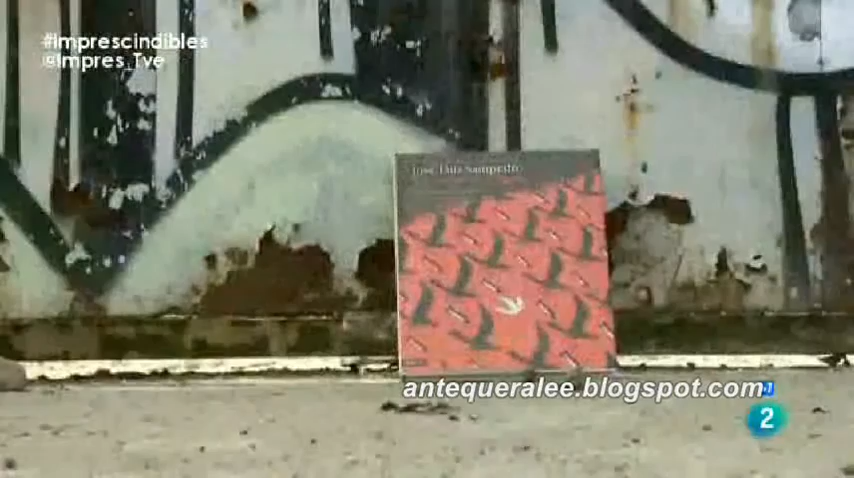 #Imprescindibles
@Impres_Tve
José Luis Sampedro
antequeralee.blogspot.com
2